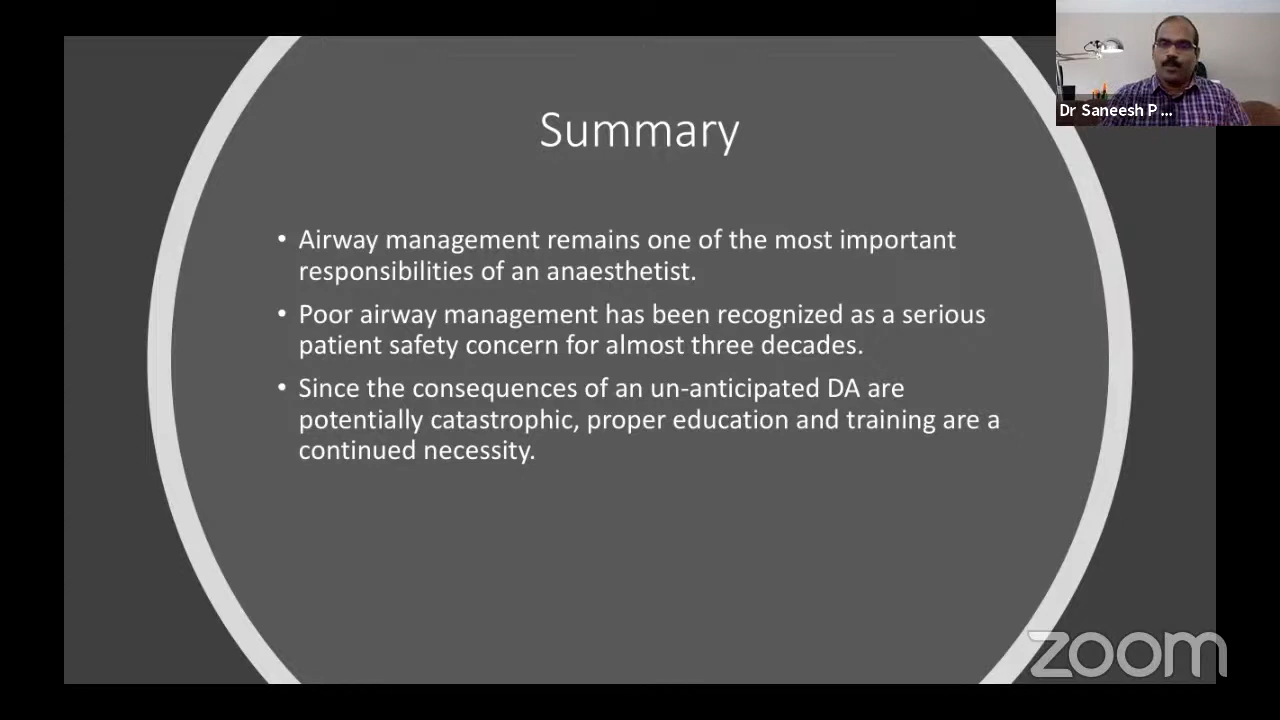 Dr Saneesh P ...
Summary
• Airway management remains one of the most important
responsibilities of an anaesthetist.
• Poor airway management has been recognized as a serious
patient safety concern for almost three decades.
• Since the consequences of an un-anticipated DA are
potentially catastrophic, proper education and training are a
continued necessity.
zoom